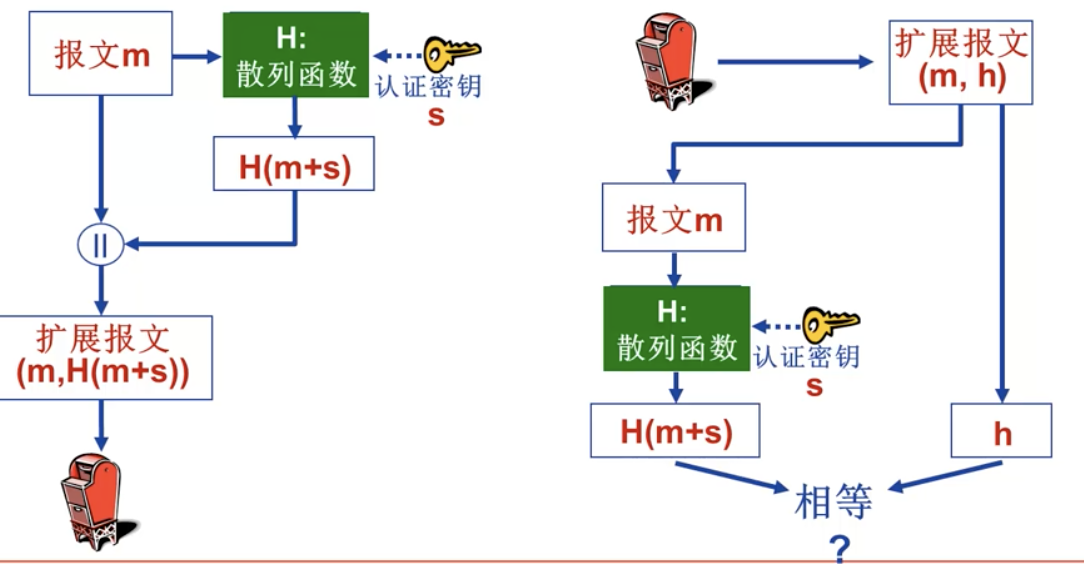 报文m
H:
散列函数
认证密钥
s
H(m+s)
||
扩展报文
(m,H(m+s))
扩展报文
(m, h)
报文m
H:
散列函数
认证密钥
s
H(m+s)
h
相等
?